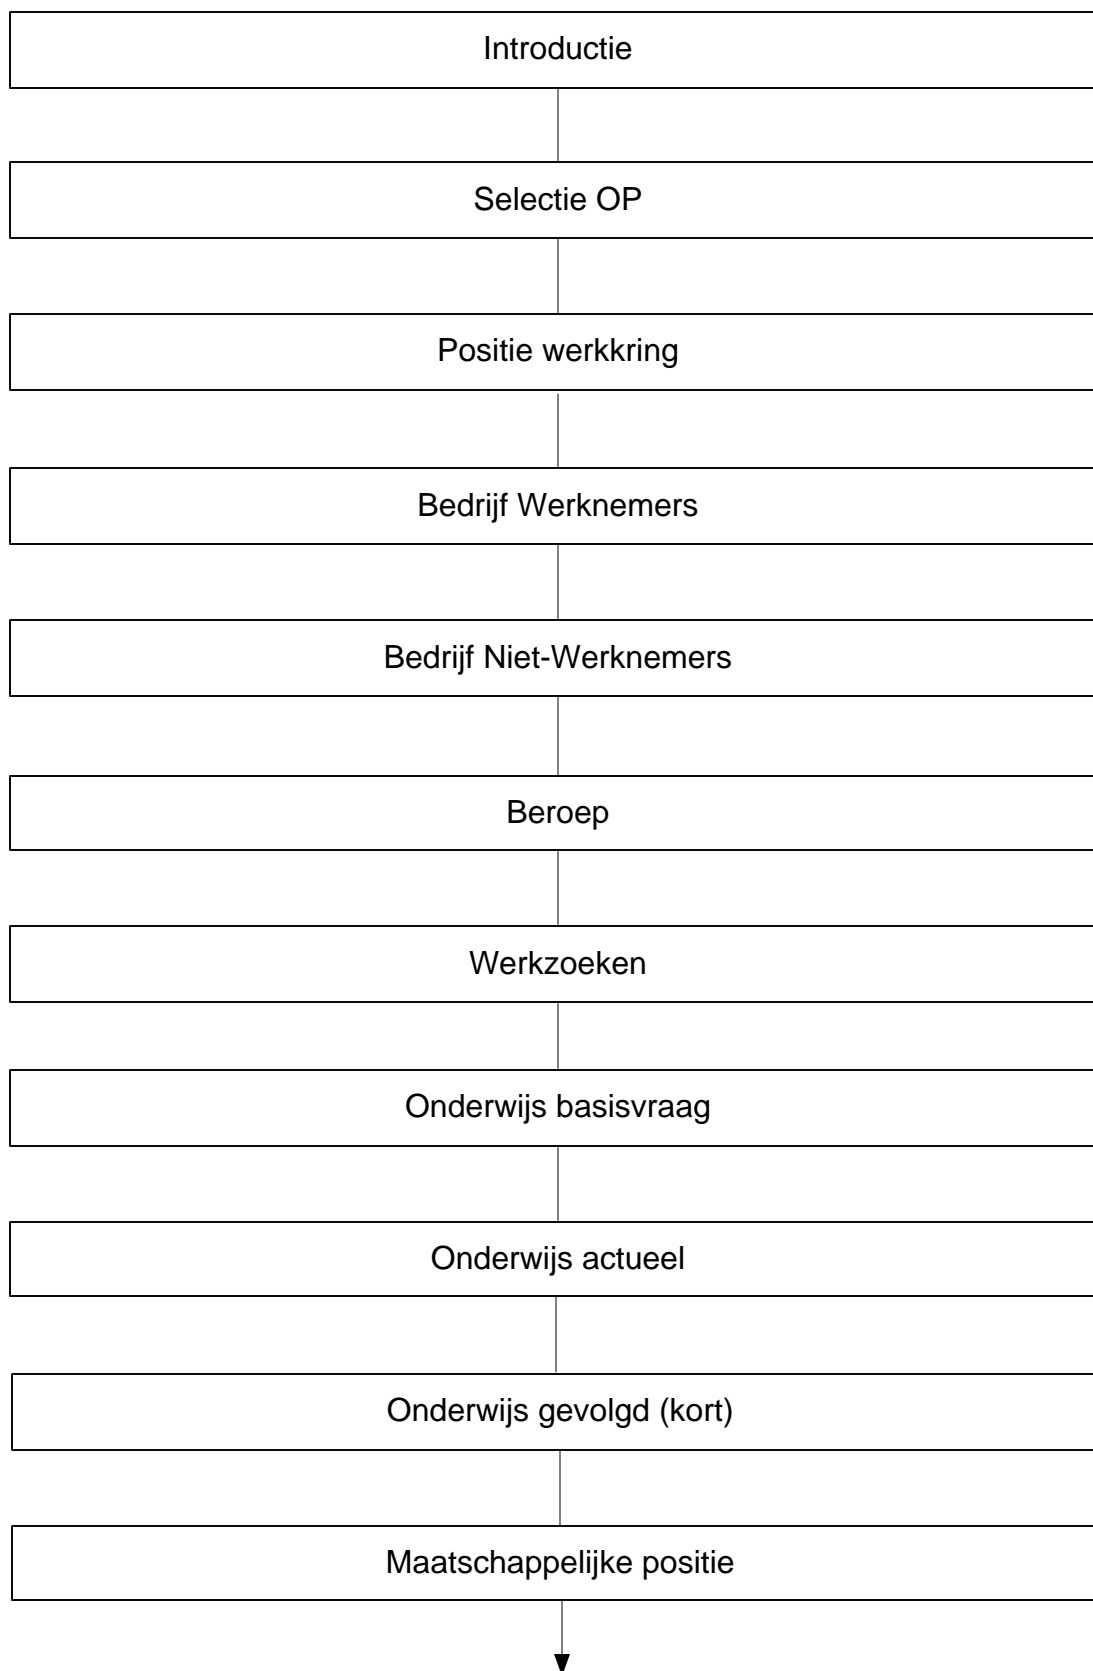 Introductie
Selectie OP
Positie werkkring
Bedrijf Werknemers
Bedrijf Niet-Werknemers
Beroep
Werkzoeken
Onderwijs basisvraag
Onderwijs actueel
Onderwijs gevolgd (kort)
Maatschappelijke positie